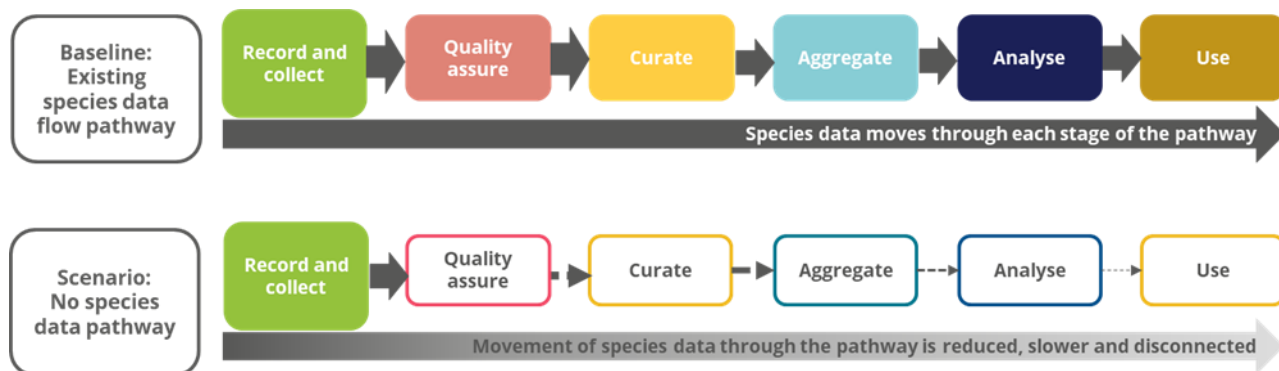 Baseline:
Existing
species data
flow pathway
Record and
collect
Quality
assure
Curate
Aggregate
Analyse
Use
Species data moves through each stage of the pathway
Scenario:
No species
data pathway
Record and
collect
Quality
assure
Curate
Aggregate
Analyse
Use
Movement of species data through the pathway is reduced, slower and disconnected